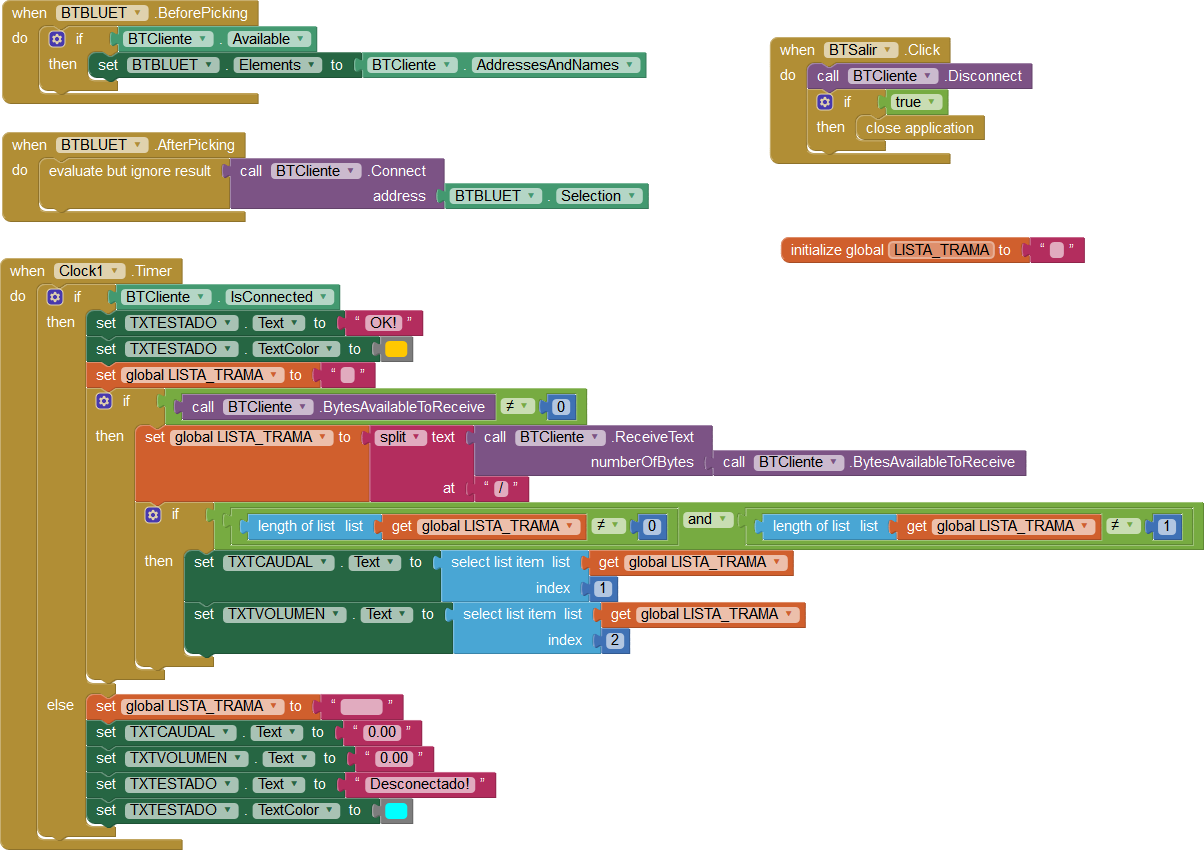 when BTBLUET .BeforePicking
do if BTCliente . Available
then set BTBLUET . Elements to BTCliente . AddressesAndNames
when BTBLUET .AfterPicking
do evaluate but ignore result call BTCliente .Connect
address BTBLUET . Selection
when BTSalir .Click
do call BTCliente .Disconnect
if true
then close application
initialize global LISTA_TRAMA to “ ”
when Clock1 .Timer
do if BTCliente . IsConnected
then set TXTESTADO . Text to “ OK! ”
set TXTESTADO . TextColor to
set global LISTA_TRAMA to “ ”
if call BTCliente .BytesAvailableToReceive ≠ 0
then set global LISTA_TRAMA to split text call BTCliente .ReceiveText
numberOfBytes call BTCliente .BytesAvailableToReceive
at “ / ”
if length of list list get global LISTA_TRAMA ≠ 0 and length of list list get global LISTA_TRAMA ≠ 1
then set TXTCAUDAL . Text to select list item list get global LISTA_TRAMA
index 1
set TXTVOLUMEN . Text to select list item list get global LISTA_TRAMA
index 2
else set global LISTA_TRAMA to “ ”
set TXTCAUDAL . Text to “ 0.00 ”
set TXTVOLUMEN . Text to “ 0.00 ”
set TXTESTADO . Text to “ Desconectado! ”
set TXTESTADO . TextColor to